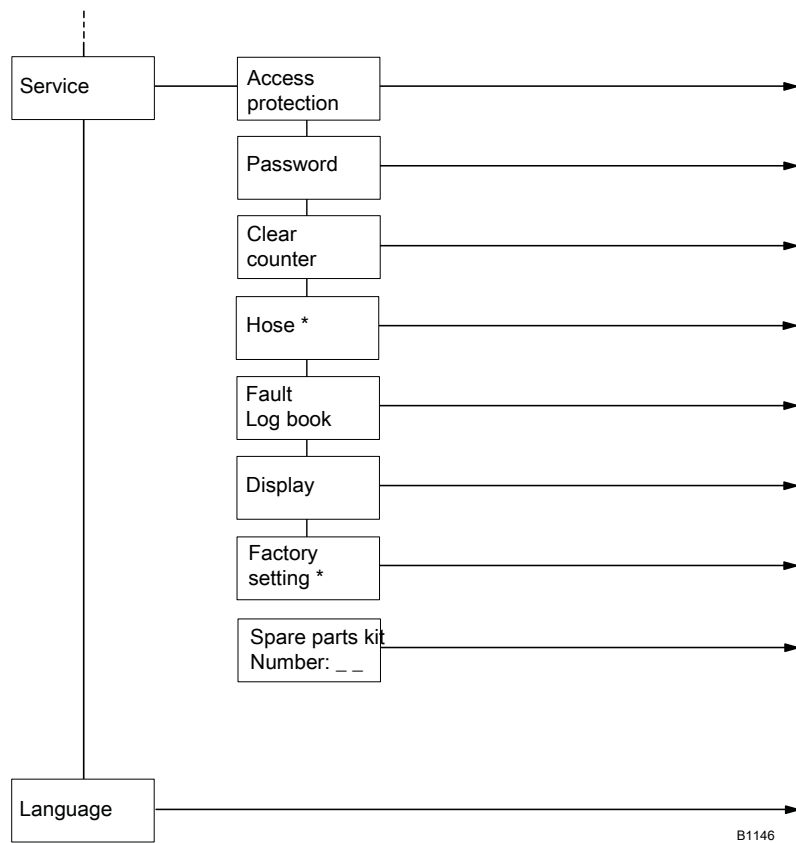 Service
Access
protection
Password
Clear
counter
Hose *
Fault
Log book
Display
Factory
setting *
Spare parts kit
Number: _ _
Language
B1146